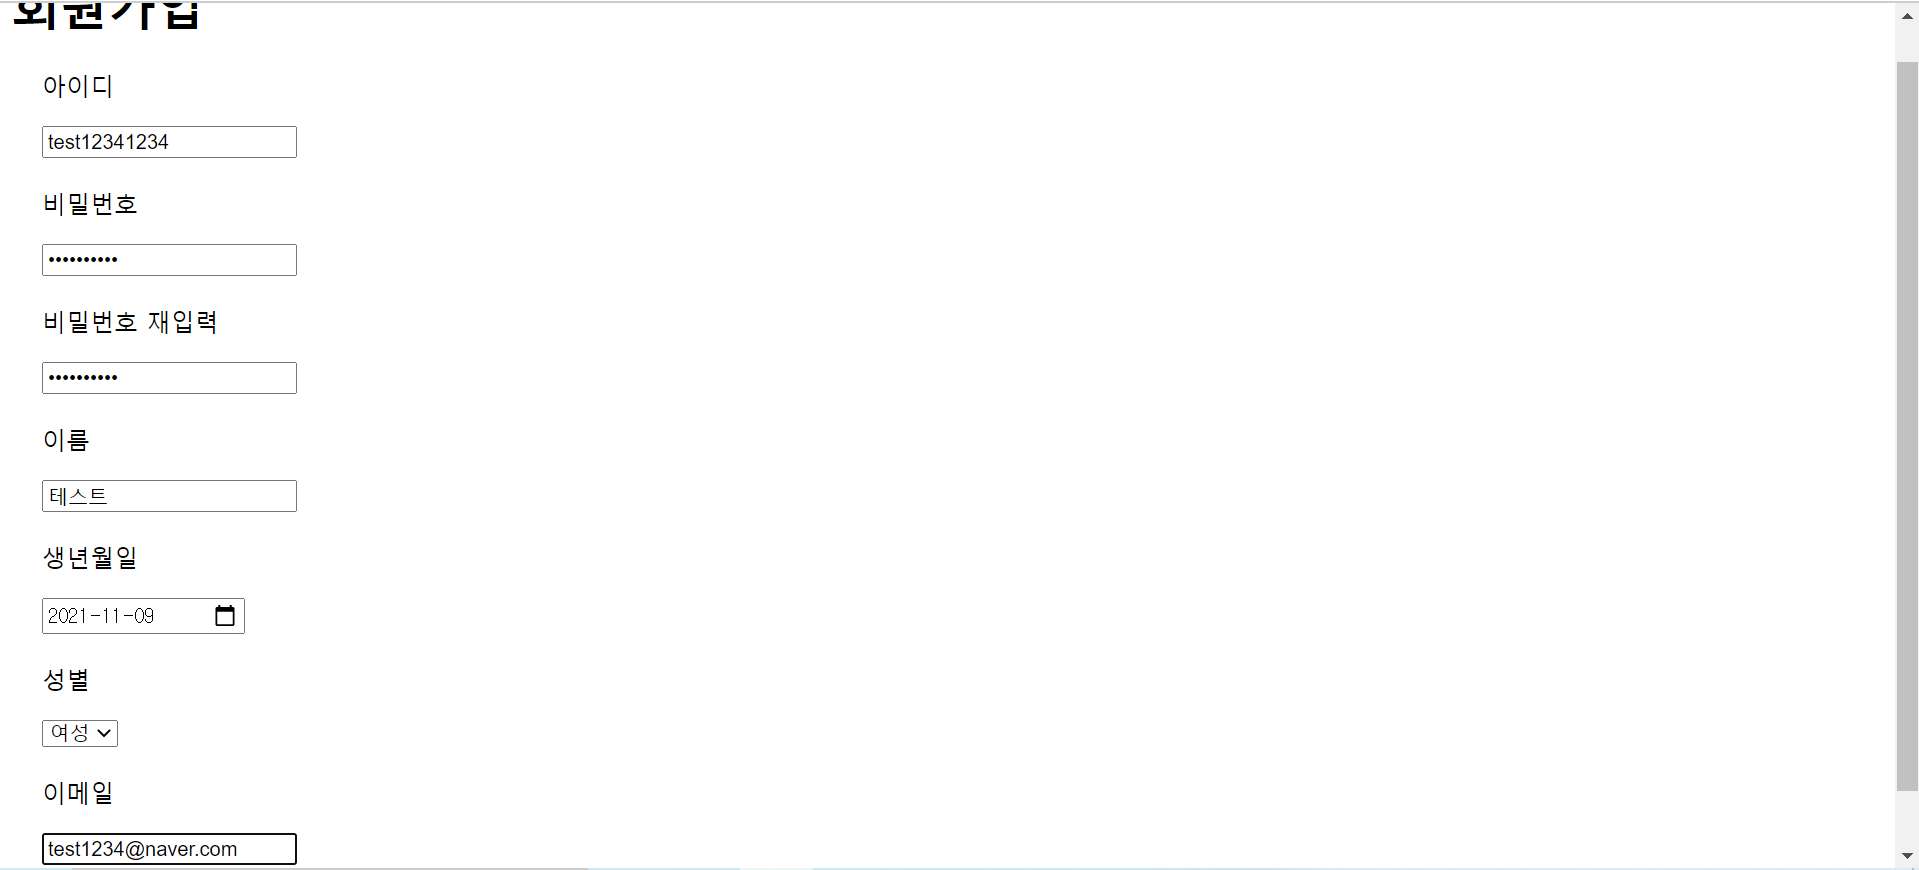 회원가입
아이디
test12341234
비밀번호
••••••••••
비밀번호 재입력
••••••••••
이름
테스트
생년월일
2021-11-09
성별
여성
이메일
test1234@naver.com